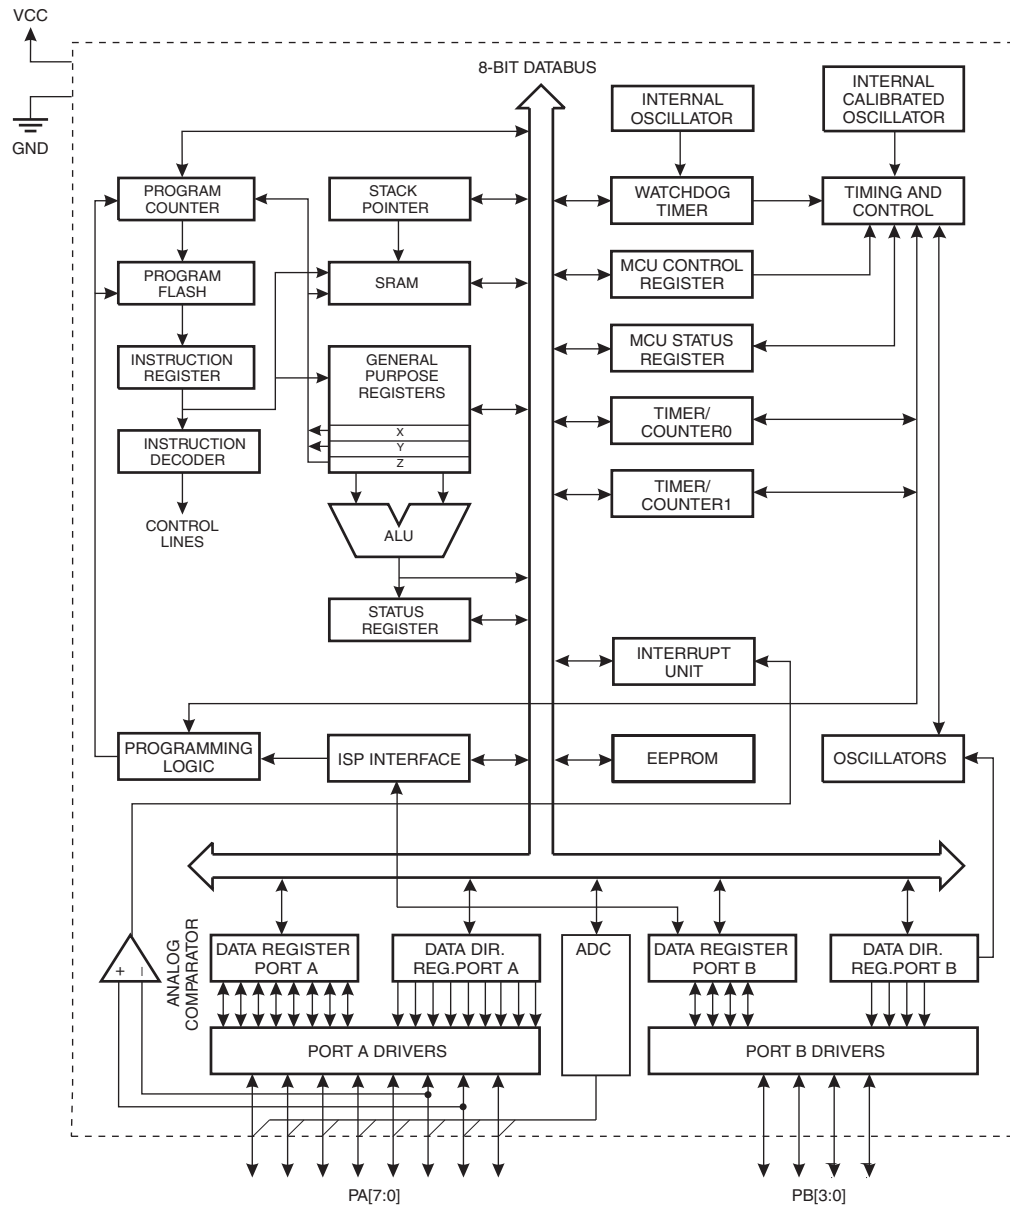 VCC
GND
8-BIT DATABUS
INTERNAL
OSCILLATOR
INTERNAL
CALIBRATED
OSCILLATOR
PROGRAM
COUNTER
STACK
POINTER
WATCHDOG
TIMER
TIMING AND
CONTROL
PROGRAM
FLASH
SRAM
MCU CONTROL
REGISTER
INSTRUCTION
REGISTER
GENERAL
PURPOSE
REGISTERS
X
Y
Z
MCU STATUS
REGISTER
INSTRUCTION
DECODER
TIMER/
COUNTER0
CONTROL
LINES
ALU
TIMER/
COUNTER1
STATUS
REGISTER
INTERRUPT
UNIT
PROGRAMMING
LOGIC
ISP INTERFACE
EEPROM
OSCILLATORS
ANALOG
COMPARATOR
+
–
DATA REGISTER
PORT A
DATA DIR.
REG.PORT A
ADC
DATA REGISTER
PORT B
DATA DIR.
REG.PORT B
PORT A DRIVERS
PORT B DRIVERS
PA[7:0]
PB[3:0]